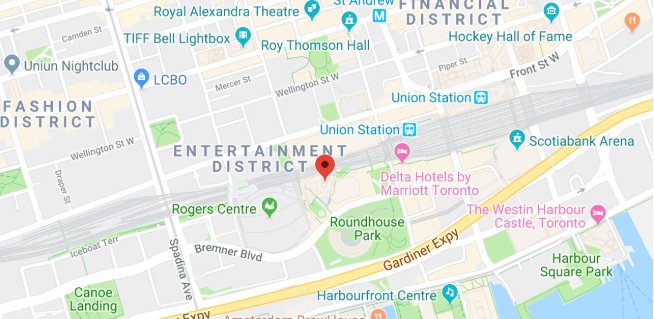 St Andrew
FINANCIAL
DISTRICT
Royal Alexandra Theatre
TIFF Bell Lightbox
Roy Thomson Hall
Hockey Hall of Fame
Camden St
Uniun Nightclub
LCBO
Mercer St
Wellington St W
Front St W
Union Station
FASHION
DISTRICT
Union Station
Wellington St W
ENTERTAINMENT
DISTRICT
Scotiabank Arena
Draper St
Delta Hotels by
Marriott Toronto
Rogers Centre
Roundhouse
Park
The Westin Harbour
Castle, Toronto
Iceboat Terr
Bremner Blvd
Spadina Ave
Gardiner Expy
Harbour
Square Park
Canoe
Landing
Harbourfront Centre
Expy
Amsterdam BrewHouse